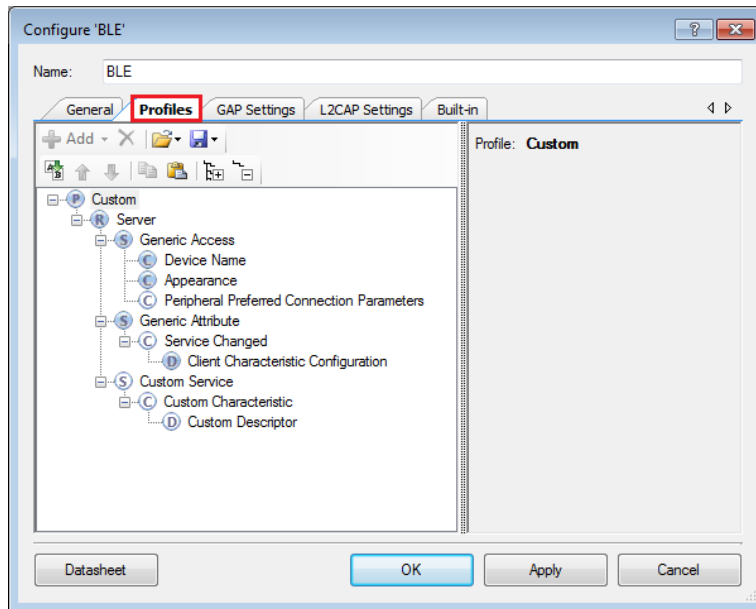 Configure 'BLE'
Name: BLE
General Profiles GAP Settings L2CAP Settings Built-in
Add
Profile: Custom
P Custom
R Server
S Generic Access
C Device Name
C Appearance
C Peripheral Preferred Connection Parameters
S Generic Attribute
C Service Changed
D Client Characteristic Configuration
S Custom Service
C Custom Characteristic
D Custom Descriptor
Datasheet OK Apply Cancel